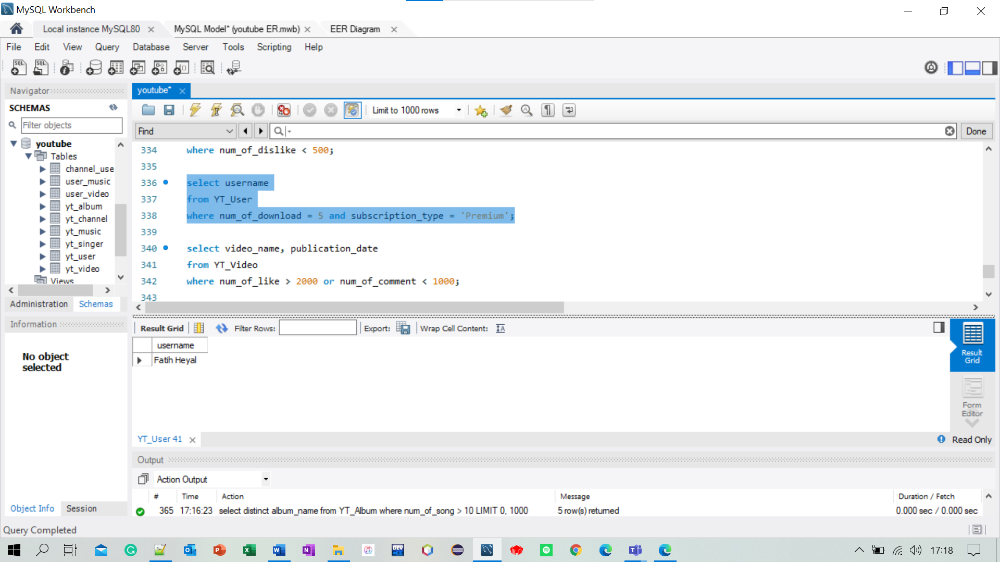 MySQL Workbench
Local instance MySQL80
MySQL Model* (youtube ER.mwb)
EER Diagram
File Edit View Query Database Server Tools Scripting Help
Navigator
SCHEMAS
Filter objects
youtube
Tables
channel_use
user_music
user_video
yt_album
yt_channel
yt_music
yt_singer
yt_user
yt_video
Views
Administration Schemas
Information
No object
selected
Object Info Session
youtube*
Limit to 1000 rows
Find
Done
334 where num_of_dislike < 500;
335
336 select username
337 from YT_User
338 where num_of_download = 5 and subscription_type = 'Premium';
339
340 select video_name, publication_date
341 from YT_Video
342 where num_of_like > 2000 or num_of_comment < 1000;
343
Result Grid Filter Rows: Export: Wrap Cell Content:
username
Fatih Heyal
Result
Grid
Form
Editor
YT_User 41
Read Only
Output
Action Output
# Time Action Message Duration / Fetch
365 17:16:23 select distinct album_name from YT_Album where num_of_song > 10 LIMIT 0, 1000 5 row(s) returned 0.000 sec / 0.000 sec
Query Completed
17:18